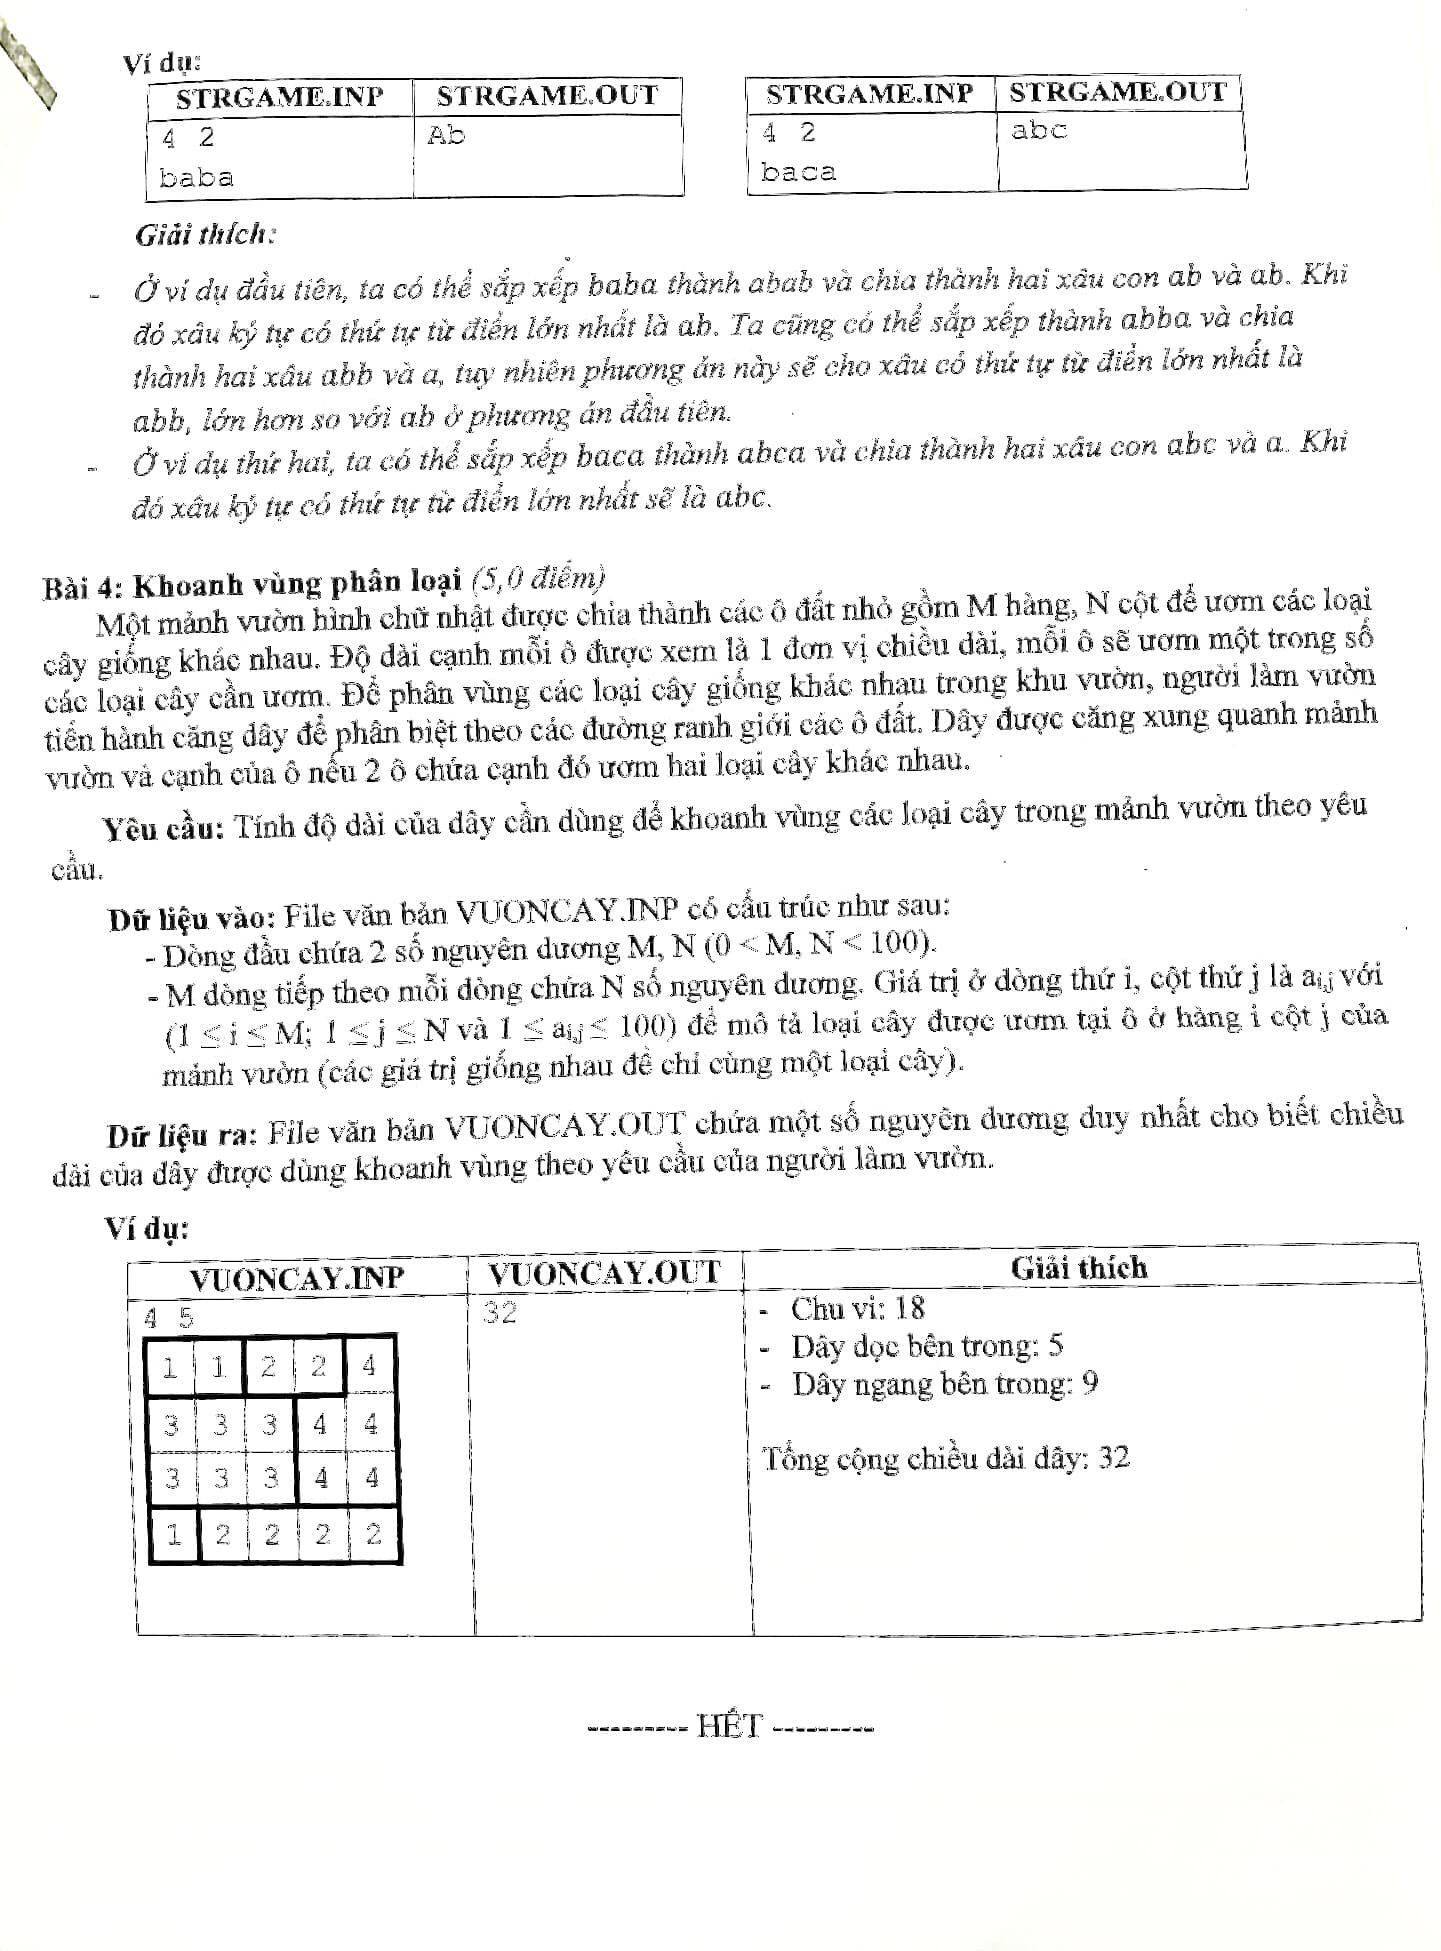 Ví dụ:
STRGAME.INP STRGAME.OUT STRGAME.INP STRGAME.OUT
4 2 Ab 4 2 abc
baba baca
Giải thích:
- Ở ví dụ đầu tiên, ta có thể sắp xếp baba thành abab và chia thành hai xâu con ab và ab. Khi
đó xâu ký tự có thứ tự từ điển lớn nhất là ab. Ta cũng có thể sắp xếp thành abba và chia
thành hai xâu abb và a, tuy nhiên phương án này sẽ cho xâu có thứ tự từ điển lớn nhất là
abb, lớn hơn so với ab ở phương án đầu tiên.
- Ở ví dụ thứ hai, ta có thể sắp xếp baca thành abca và chia thành hai xâu con abc và a. Khi
đó xâu ký tự có thứ tự từ điển lớn nhất sẽ là abc.
Bài 4: Khoanh vùng phân loại (5,0 điểm)
Một mảnh vườn hình chữ nhật được chia thành các ô đất nhỏ gồm M hàng, N cột để ươm các loại
cây giống khác nhau. Độ dài cạnh mỗi ô được xem là 1 đơn vị chiều dài, mỗi ô sẽ ươm một trong số
các loại cây cần ươm. Để phân vùng các loại cây giống khác nhau trong khu vườn, người làm vườn
tiến hành căng dây để phân biệt theo các đường ranh giới các ô đất. Dây được căng xung quanh mảnh
vườn và cạnh của ô nếu 2 ô chứa cạnh đó ươm hai loại cây khác nhau.
Yêu cầu: Tính độ dài của dây cần dùng để khoanh vùng các loại cây trong mảnh vườn theo yêu
cầu.
Dữ liệu vào: File văn bản VUONCAY.INP có cấu trúc như sau:
- Dòng đầu chứa 2 số nguyên dương M, N (0 < M, N < 100).
- M dòng tiếp theo mỗi dòng chứa N số nguyên dương. Giá trị ở dòng thứ i, cột thứ j là aᵢ,ⱼ với
(1 ≤ i ≤ M; 1 ≤ j ≤ N và 1 ≤ aᵢ,ⱼ ≤ 100) để mô tả loại cây được ươm tại ô ở hàng i cột j của
mảnh vườn (các giá trị giống nhau để chỉ cùng một loại cây).
Dữ liệu ra: File văn bản VUONCAY.OUT chứa một số nguyên dương duy nhất cho biết chiều
dài của dây được dùng khoanh vùng theo yêu cầu của người làm vườn.
Ví dụ:
VUONCAY.INP VUONCAY.OUT Giải thích
4 5 32 - Chu vi: 18
1 1 2 2 4 - Dây dọc bên trong: 5
- Dây ngang bên trong: 9
3 3 3 4 4
3 3 3 4 4 Tổng cộng chiều dài dây: 32
1 2 2 2 2
--------- HẾT ---------